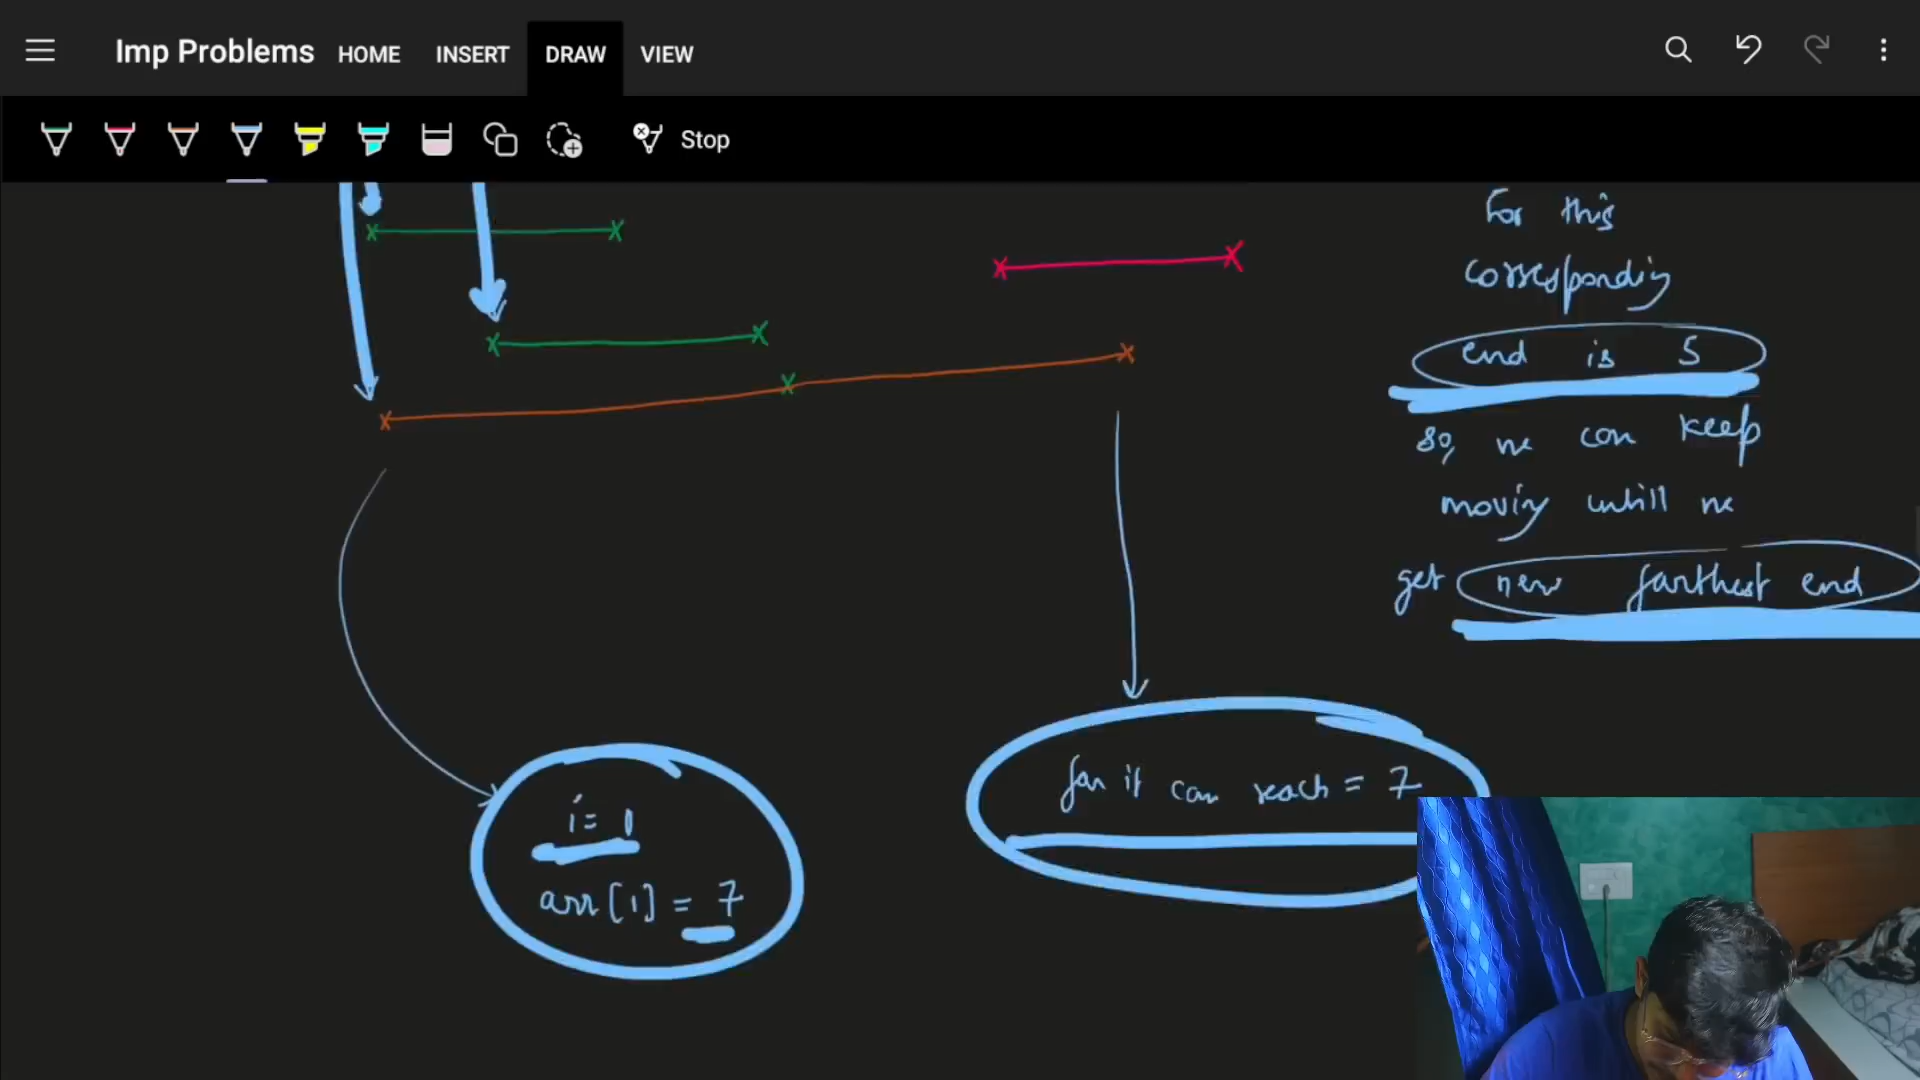 Imp Problems HOME INSERT DRAW VIEW
Stop
For this
corresponding
end is 5
so, we can keep
moving untill we
get new farthest end
far it can reach = 7
i = 1
arr[1] = 7